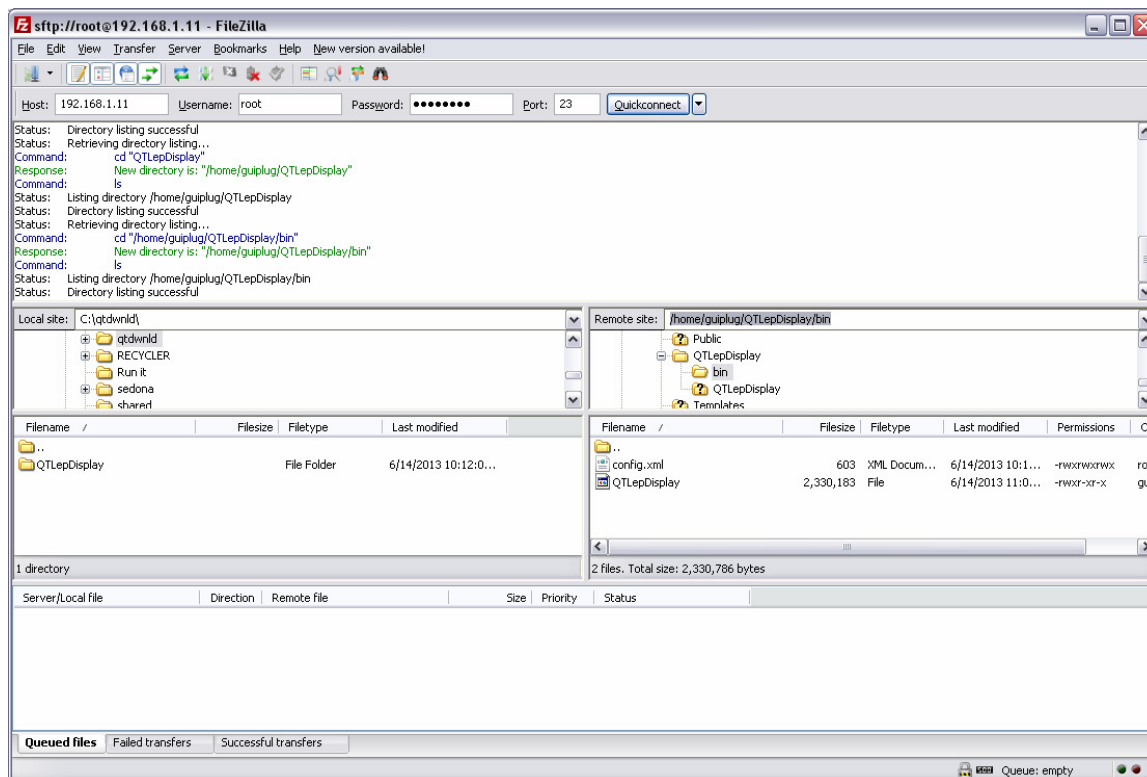 sftp://root@192.168.1.11 - FileZilla
File Edit View Transfer Server Bookmarks Help New version available!
Host: 192.168.1.11 Username: root Password: ●●●●●●●● Port: 23 Quickconnect
Status: Directory listing successful
Status: Retrieving directory listing...
Command: cd "QTLepDisplay"
Response: New directory is: "/home/guiplug/QTLepDisplay"
Command: ls
Status: Listing directory /home/guiplug/QTLepDisplay
Status: Directory listing successful
Status: Retrieving directory listing...
Command: cd "/home/guiplug/QTLepDisplay/bin"
Response: New directory is: "/home/guiplug/QTLepDisplay/bin"
Command: ls
Status: Listing directory /home/guiplug/QTLepDisplay/bin
Status: Directory listing successful
Local site: C:\qtdwnld\
qtdwnld
RECYCLER
Run it
sedona
shared
Remote site: /home/guiplug/QTLepDisplay/bin
Public
QTLepDisplay
bin
QTLepDisplay
Templates
Filename / Filesize Filetype Last modified
..
QTLepDisplay File Folder 6/14/2013 10:12:0...
1 directory
Filename / Filesize Filetype Last modified Permissions O
..
config.xml 603 XML Docum... 6/14/2013 10:1... -rwxrwxrwx ro
QTLepDisplay 2,330,183 File 6/14/2013 11:0... -rwxr-xr-x gu
2 files. Total size: 2,330,786 bytes
Server/Local file Direction Remote file Size Priority Status
Queued files Failed transfers Successful transfers
Queue: empty